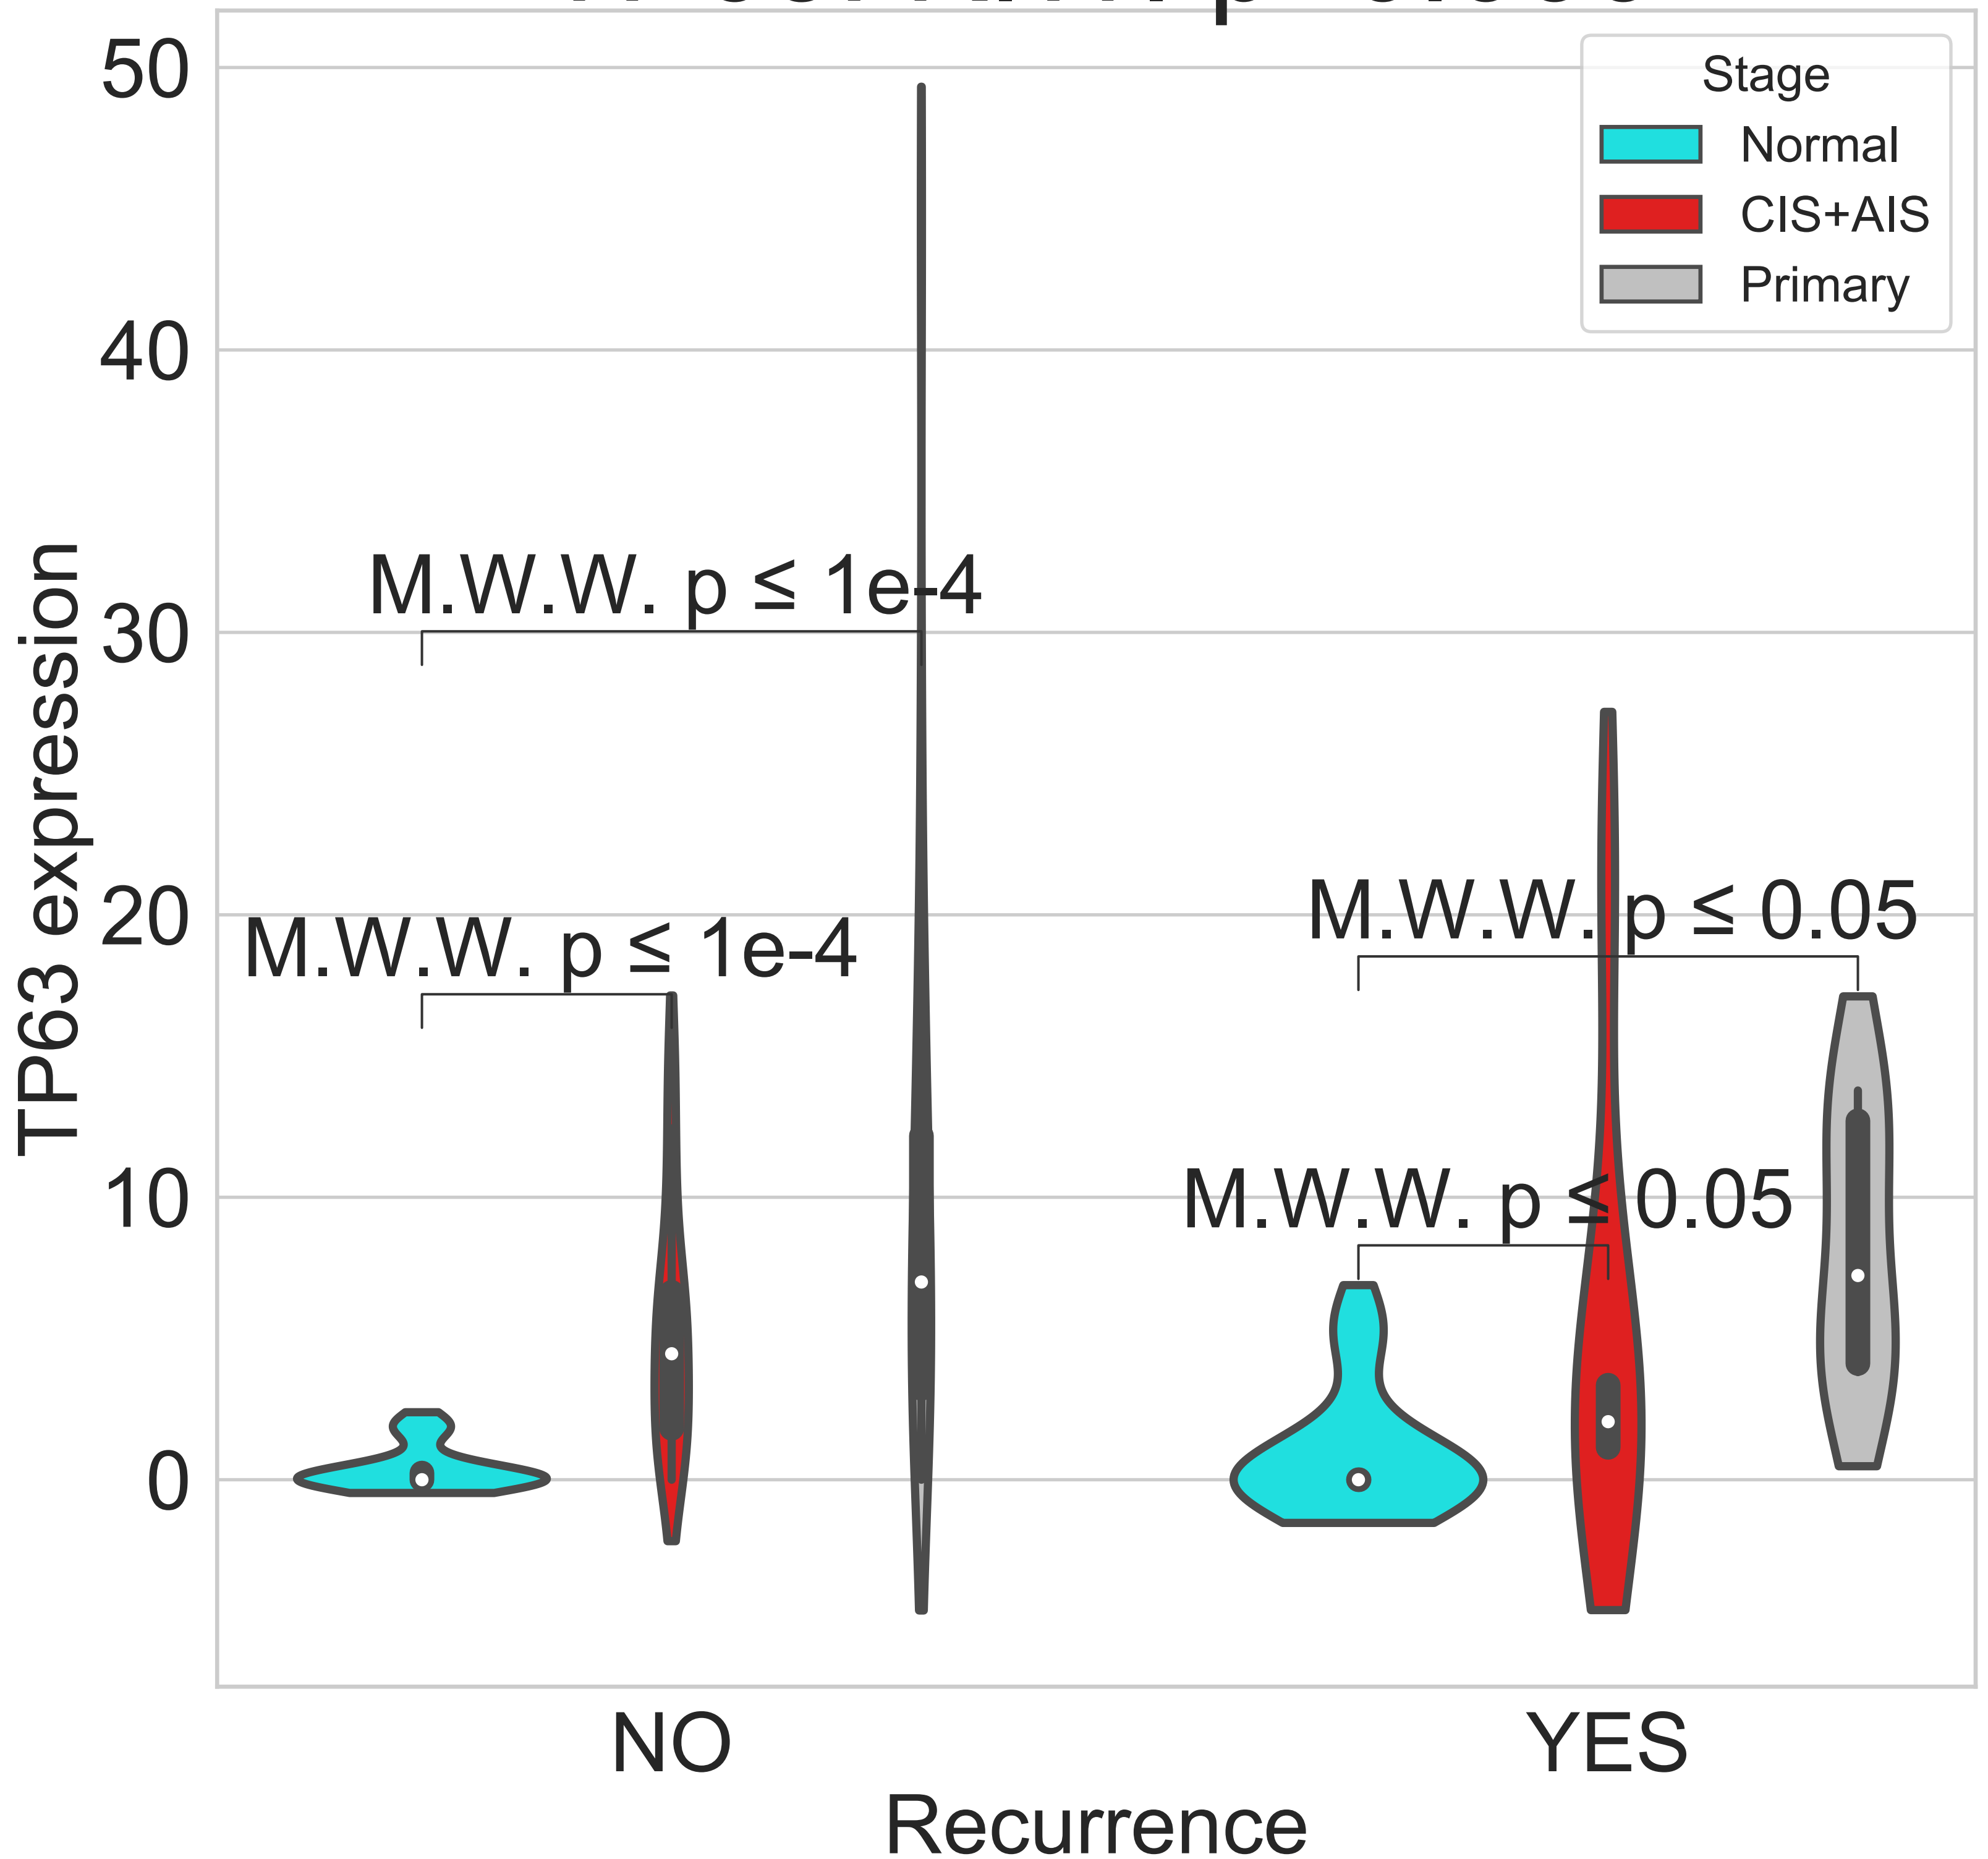 50
Stage
Normal
CIS+AIS
Primary
40
M.W.W. p ≤ 1e-4
30
M.W.W. p ≤ 0.05
20
M.W.W. p ≤ 1e-4
M.W.W. p ≤ 0.05
10
0
TP63 expression
NO
YES
Recurrence